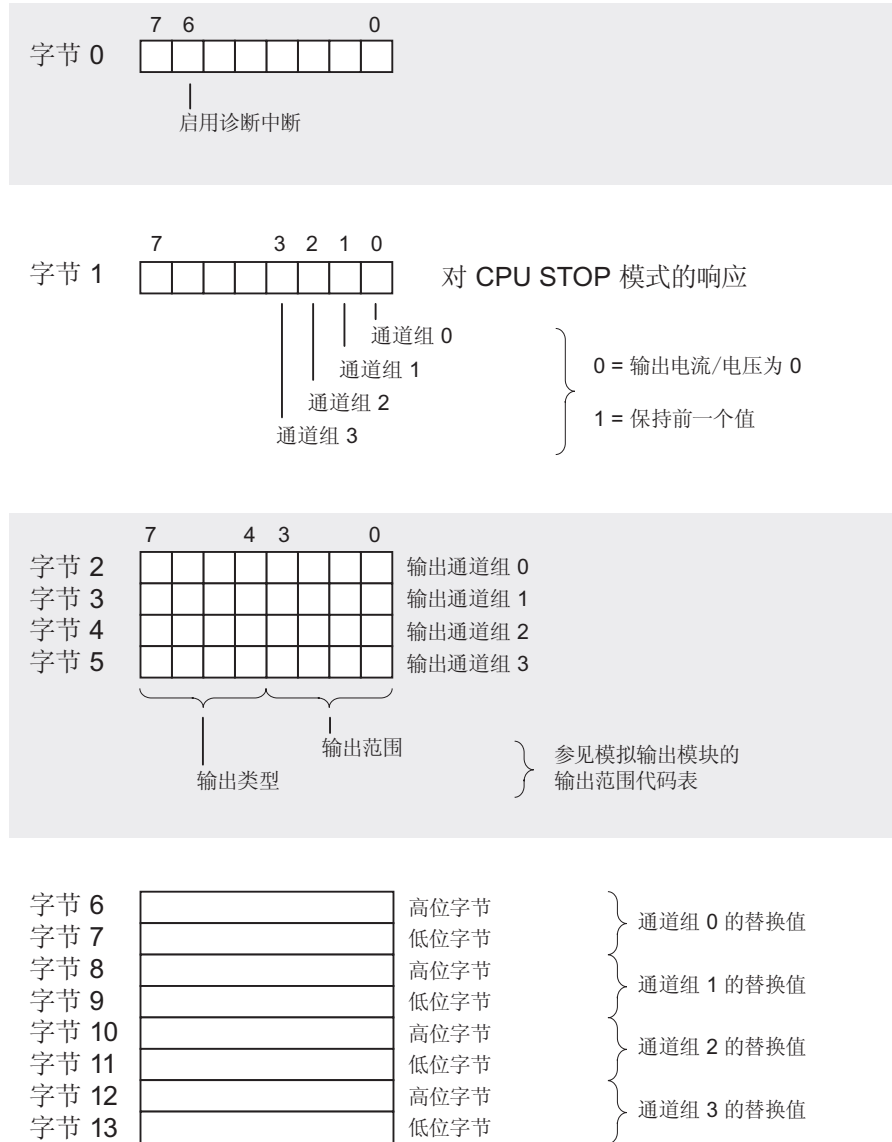 7 6 0
字节 0
启用诊断中断
7 3 2 1 0
字节 1 对 CPU STOP 模式的响应
通道组 0
通道组 1
通道组 2
通道组 3
0 = 输出电流/电压为 0
1 = 保持前一个值
7 4 3 0
字节 2 输出通道组 0
字节 3 输出通道组 1
字节 4 输出通道组 2
字节 5 输出通道组 3
输出范围
输出类型
参见模拟输出模块的
输出范围代码表
字节 6 高位字节
字节 7 低位字节
通道组 0 的替换值
字节 8 高位字节
字节 9 低位字节
通道组 1 的替换值
字节 10 高位字节
字节 11 低位字节
通道组 2 的替换值
字节 12 高位字节
字节 13 低位字节
通道组 3 的替换值